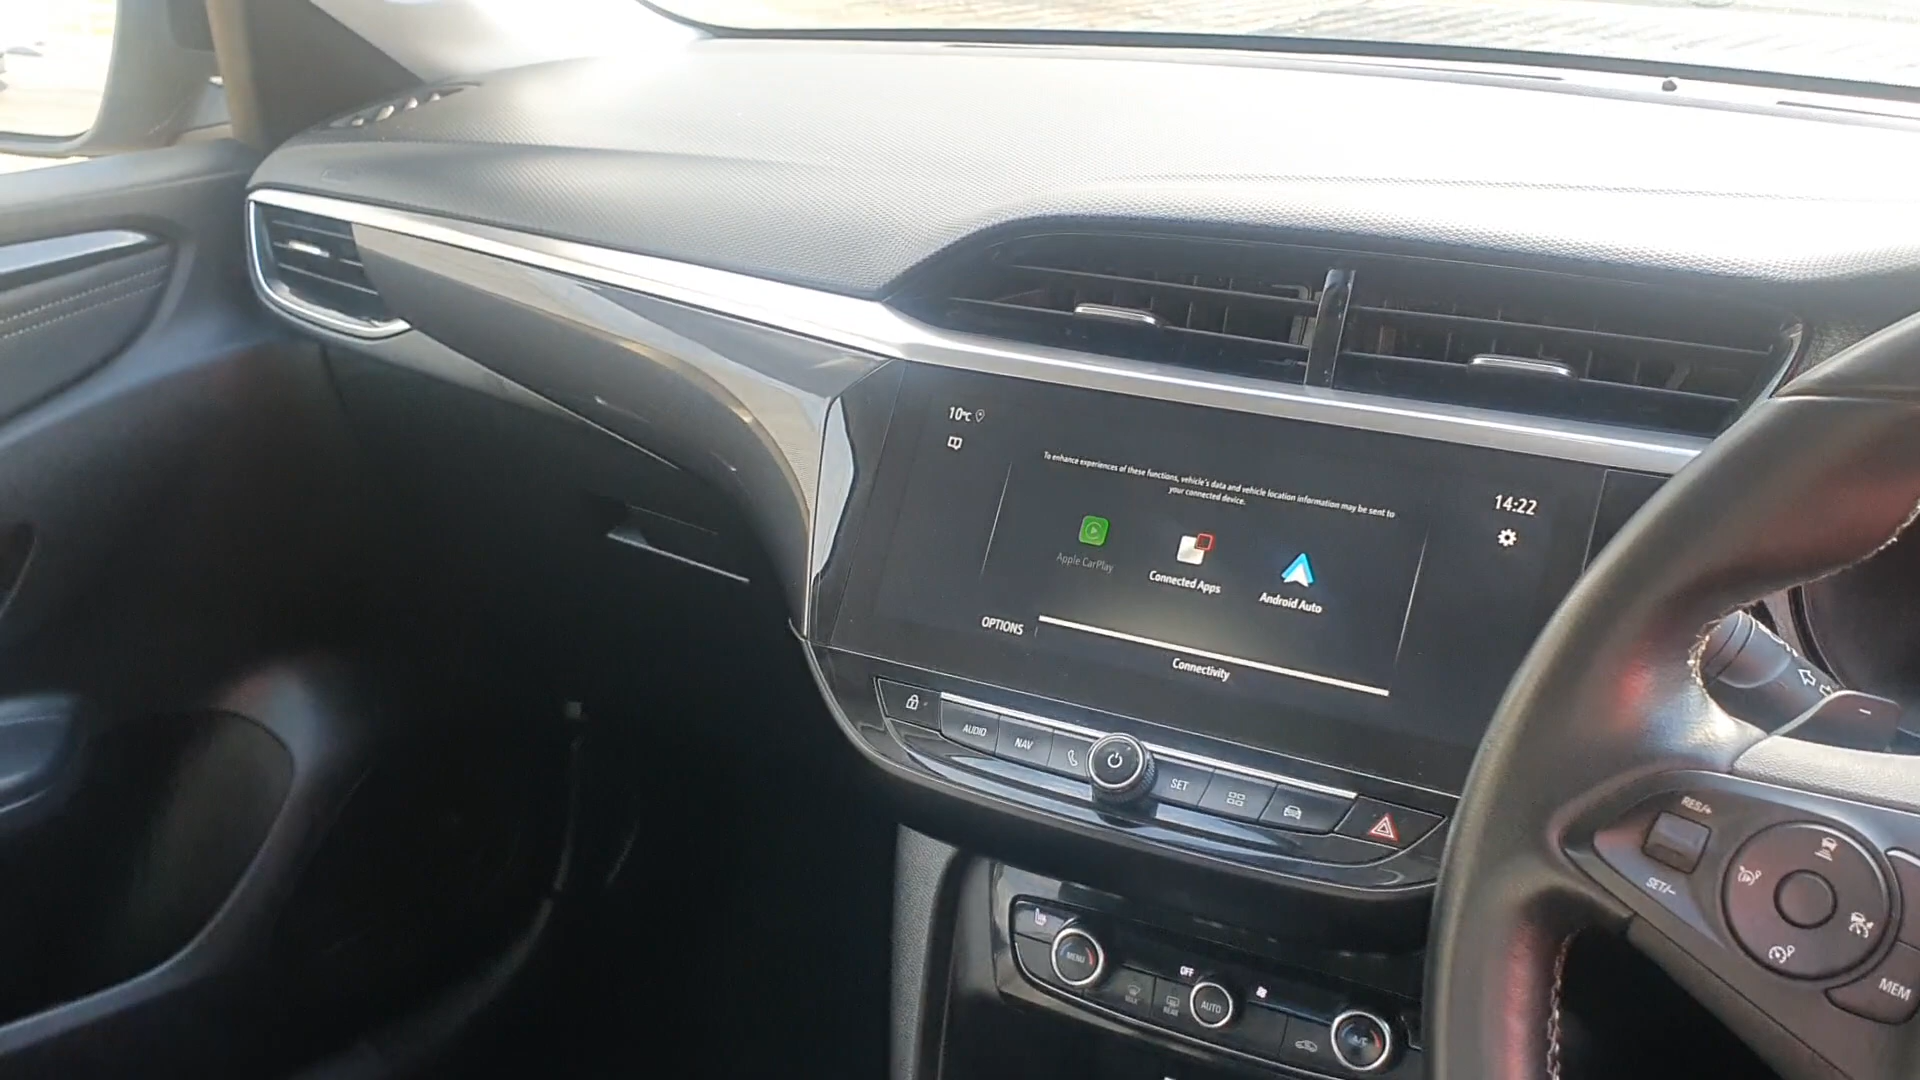 10°C
To enhance experiences of these functions, vehicle's data and vehicle location information may be sent to
your connected device.
14:22
Apple CarPlay
Connected Apps
Android Auto
OPTIONS
Connectivity
AUDIO
NAV
SET
RES/+
SET/-
MEM
MENU
OFF
MAX
REAR
AUTO
A/C